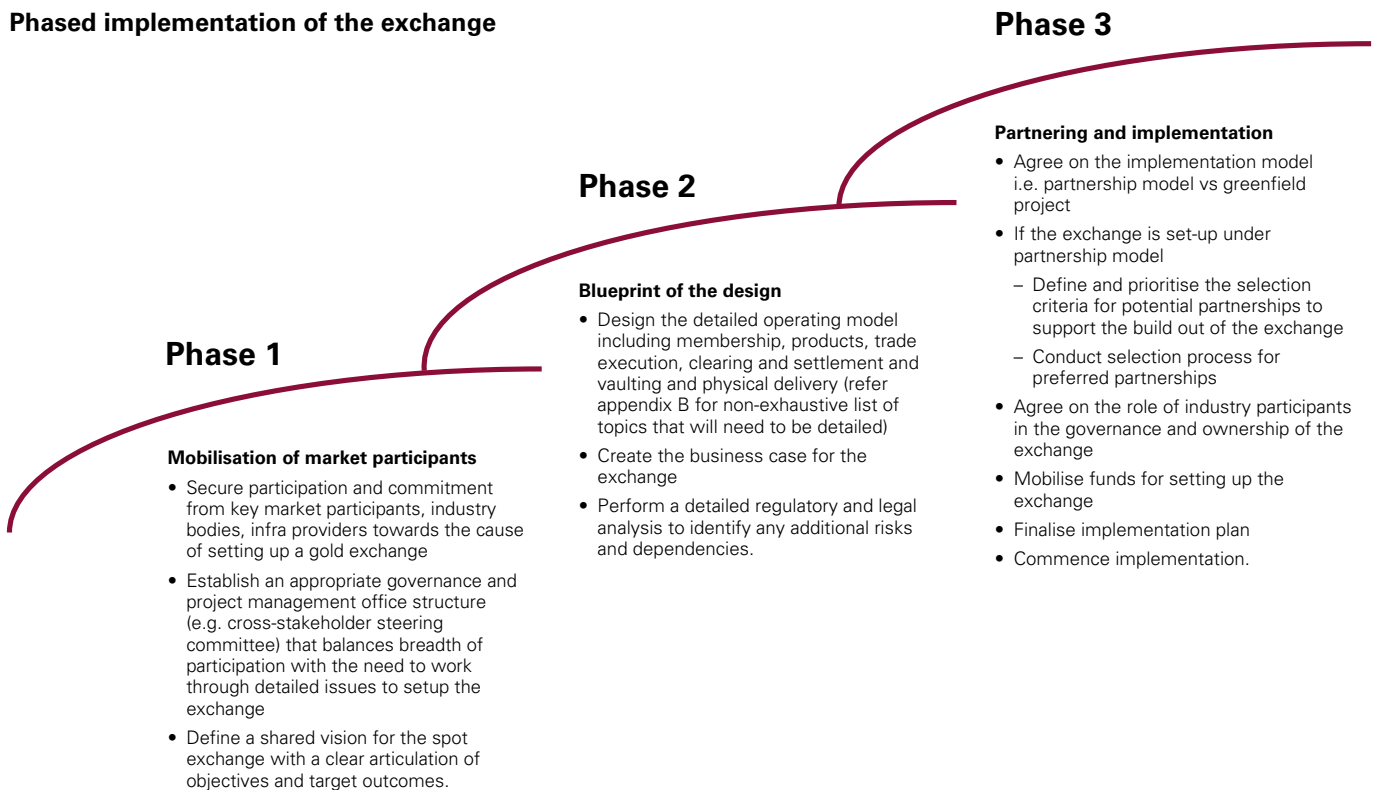 Phased implementation of the exchange
Phase 1
Mobilisation of market participants
• Secure participation and commitment
from key market participants, industry
bodies, infra providers towards the cause
of setting up a gold exchange
• Establish an appropriate governance and
project management office structure
(e.g. cross-stakeholder steering
committee) that balances breadth of
participation with the need to work
through detailed issues to setup the
exchange
• Define a shared vision for the spot
exchange with a clear articulation of
objectives and target outcomes.
Phase 2
Blueprint of the design
• Design the detailed operating model
including membership, products, trade
execution, clearing and settlement and
vaulting and physical delivery (refer
appendix B for non-exhaustive list of
topics that will need to be detailed)
• Create the business case for the
exchange
• Perform a detailed regulatory and legal
analysis to identify any additional risks
and dependencies.
Phase 3
Partnering and implementation
• Agree on the implementation model
i.e. partnership model vs greenfield
project
• If the exchange is set-up under
partnership model
– Define and prioritise the selection
criteria for potential partnerships to
support the build out of the exchange
– Conduct selection process for
preferred partnerships
• Agree on the role of industry participants
in the governance and ownership of the
exchange
• Mobilise funds for setting up the
exchange
• Finalise implementation plan
• Commence implementation.